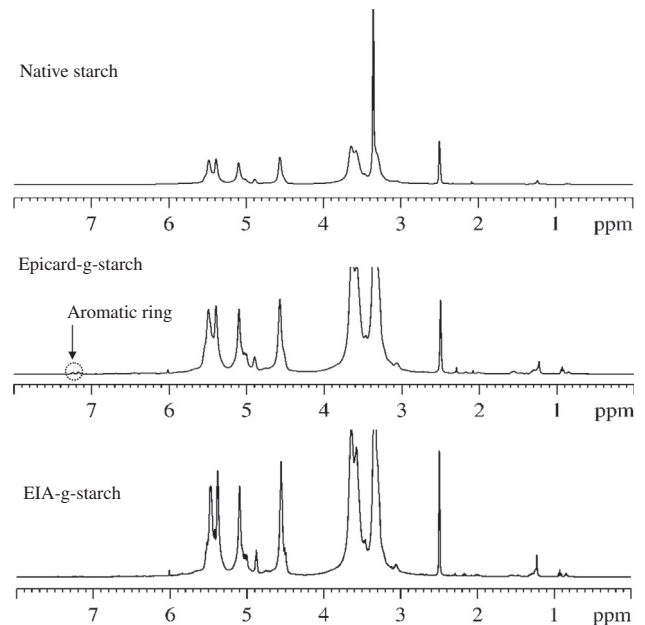 Native starch
7 6 5 4 3 2 1 ppm
Epicard-g-starch
Aromatic ring
7 6 5 4 3 2 1 ppm
EIA-g-starch
7 6 5 4 3 2 1 ppm